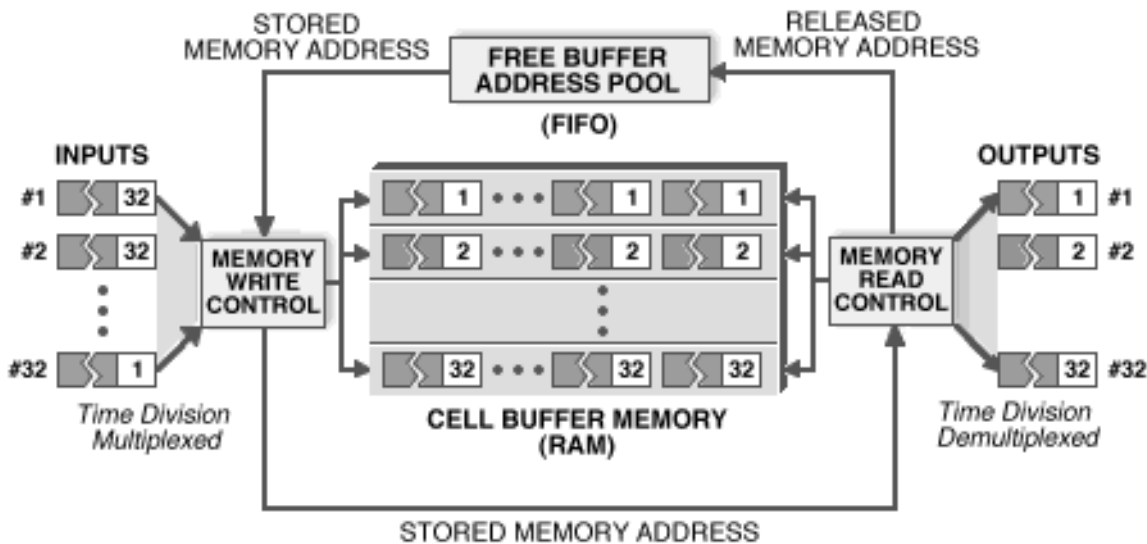 STORED
MEMORY ADDRESS
RELEASED
MEMORY ADDRESS
FREE BUFFER
ADDRESS POOL
(FIFO)
INPUTS
OUTPUTS
#1 32
1 ••• 1 1
1 #1
#2 32
2 ••• 2 2
2 #2
MEMORY
WRITE
CONTROL
MEMORY
READ
CONTROL
#32 1
32 ••• 32 32
32 #32
Time Division
Multiplexed
CELL BUFFER MEMORY
(RAM)
Time Division
Demultiplexed
STORED MEMORY ADDRESS